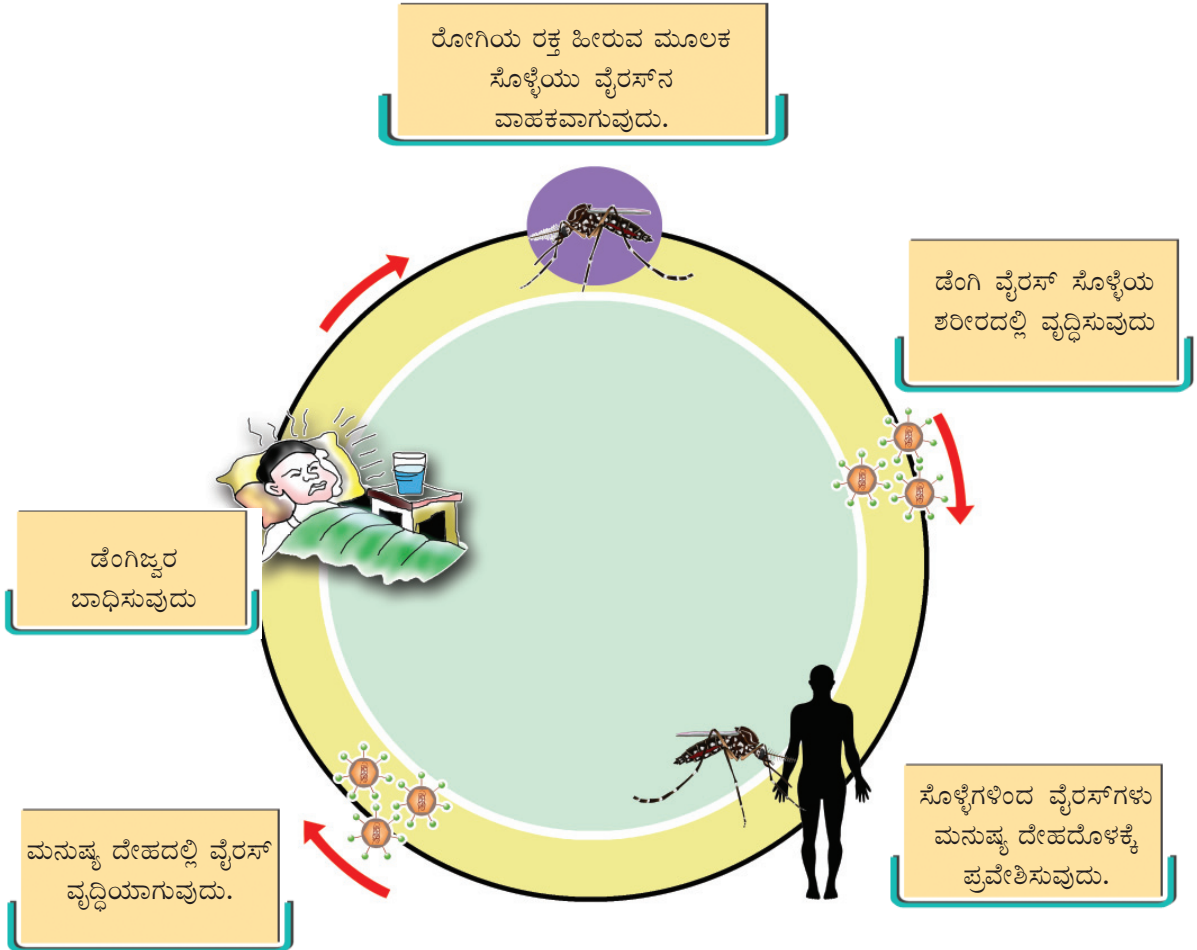 ರೋಗಿಯ ರಕ್ತ ಹೀರುವ ಮೂಲಕ
ಸೊಳ್ಳೆಯು ವೈರಸ್‌ನ
ವಾಹಕವಾಗುವುದು.
ಡೆಂಗಿ ವೈರಸ್ ಸೊಳ್ಳೆಯ
ಶರೀರದಲ್ಲಿ ವೃದ್ಧಿಸುವುದು
ಸೊಳ್ಳೆಗಳಿಂದ ವೈರಸ್‌ಗಳು
ಮನುಷ್ಯ ದೇಹದೊಳಕ್ಕೆ
ಪ್ರವೇಶಿಸುವುದು.
ಮನುಷ್ಯ ದೇಹದಲ್ಲಿ ವೈರಸ್
ವೃದ್ಧಿಯಾಗುವುದು.
ಡೆಂಗಿಜ್ವರ
ಬಾಧಿಸುವುದು